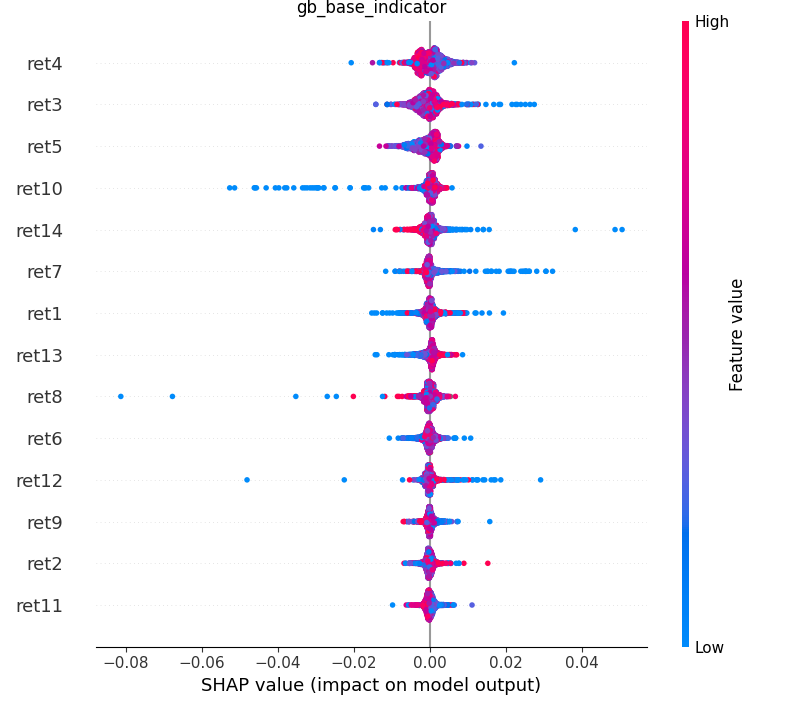 gb_base_indicator
High
ret4
ret3
ret5
ret10
ret14
ret7
ret1
ret13
ret8
ret6
ret12
ret9
ret2
ret11
Feature value
Low
−0.08 −0.06 −0.04 −0.02 0.00 0.02 0.04
SHAP value (impact on model output)